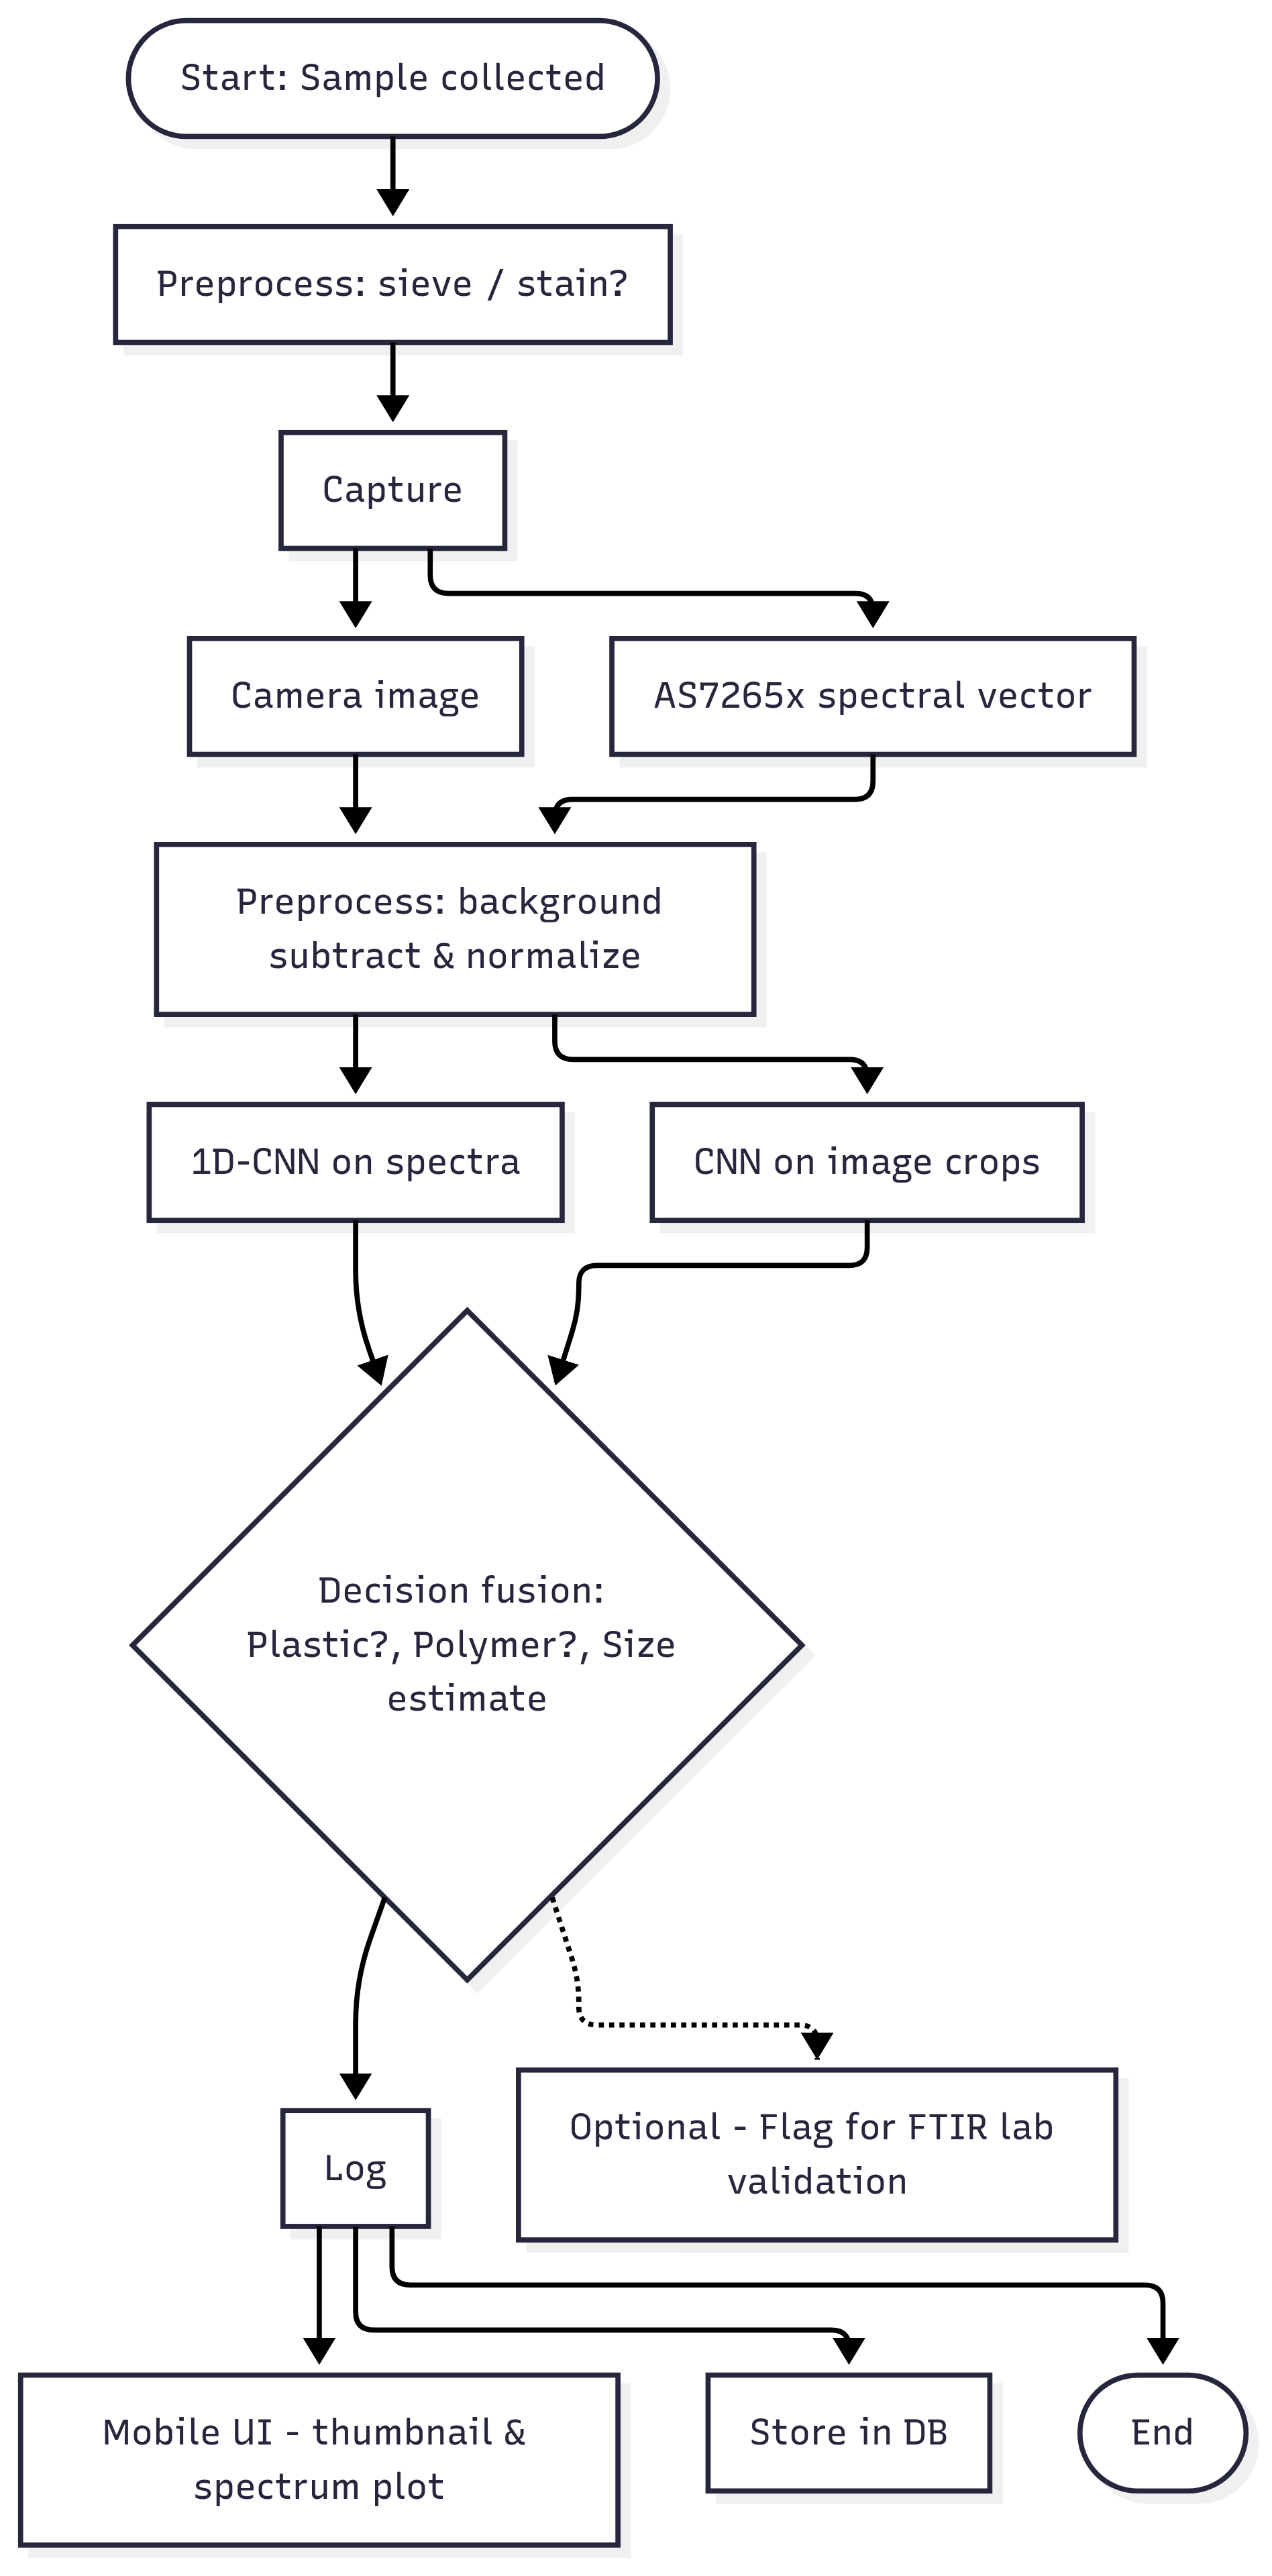 Start: Sample collected
Preprocess: sieve / stain?
Capture
Camera image
AS7265x spectral vector
Preprocess: background
subtract & normalize
1D-CNN on spectra
CNN on image crops
Decision fusion:
Plastic?, Polymer?, Size
estimate
Optional - Flag for FTIR lab
validation
Log
Mobile UI - thumbnail &
spectrum plot
Store in DB
End